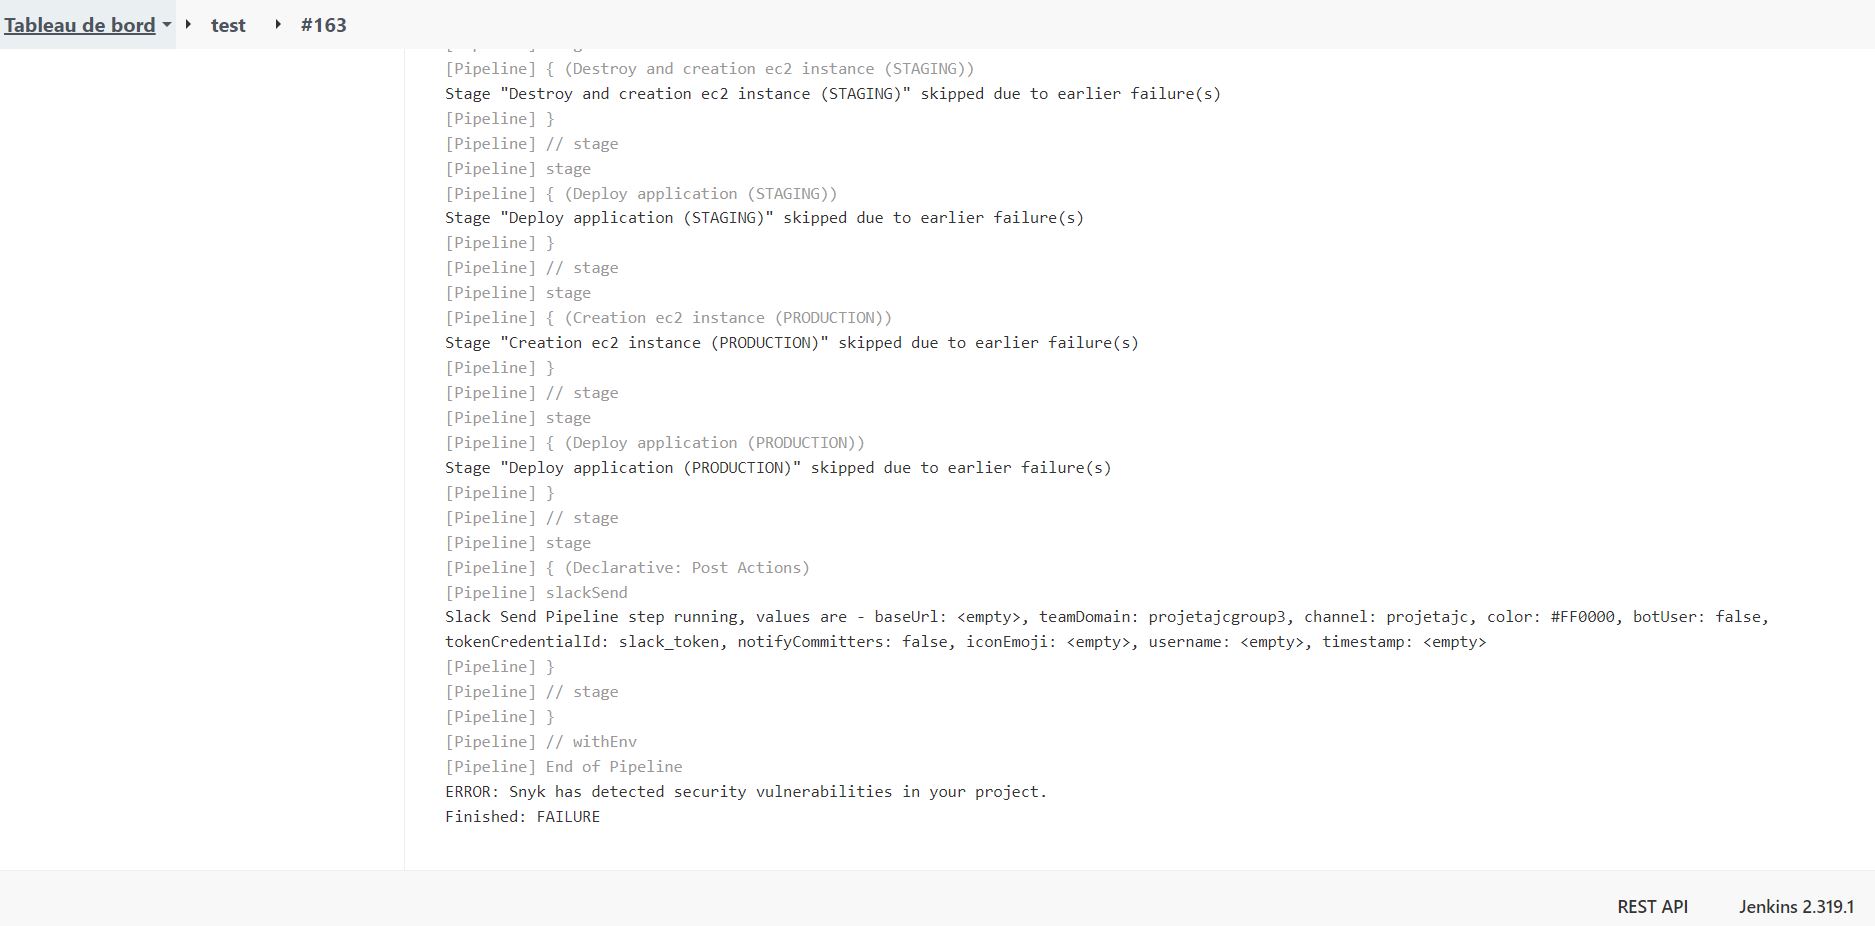 Tableau de bord
test
#163
[Pipeline] { (Destroy and creation ec2 instance (STAGING))
Stage "Destroy and creation ec2 instance (STAGING)" skipped due to earlier failure(s)
[Pipeline] }
[Pipeline] // stage
[Pipeline] stage
[Pipeline] { (Deploy application (STAGING))
Stage "Deploy application (STAGING)" skipped due to earlier failure(s)
[Pipeline] }
[Pipeline] // stage
[Pipeline] stage
[Pipeline] { (Creation ec2 instance (PRODUCTION))
Stage "Creation ec2 instance (PRODUCTION)" skipped due to earlier failure(s)
[Pipeline] }
[Pipeline] // stage
[Pipeline] stage
[Pipeline] { (Deploy application (PRODUCTION))
Stage "Deploy application (PRODUCTION)" skipped due to earlier failure(s)
[Pipeline] }
[Pipeline] // stage
[Pipeline] stage
[Pipeline] { (Declarative: Post Actions)
[Pipeline] slackSend
Slack Send Pipeline step running, values are - baseUrl: <empty>, teamDomain: projetajcgroup3, channel: projetajc, color: #FF0000, botUser: false,
tokenCredentialId: slack_token, notifyCommitters: false, iconEmoji: <empty>, username: <empty>, timestamp: <empty>
[Pipeline] }
[Pipeline] // stage
[Pipeline] }
[Pipeline] // withEnv
[Pipeline] End of Pipeline
ERROR: Snyk has detected security vulnerabilities in your project.
Finished: FAILURE
REST API
Jenkins 2.319.1